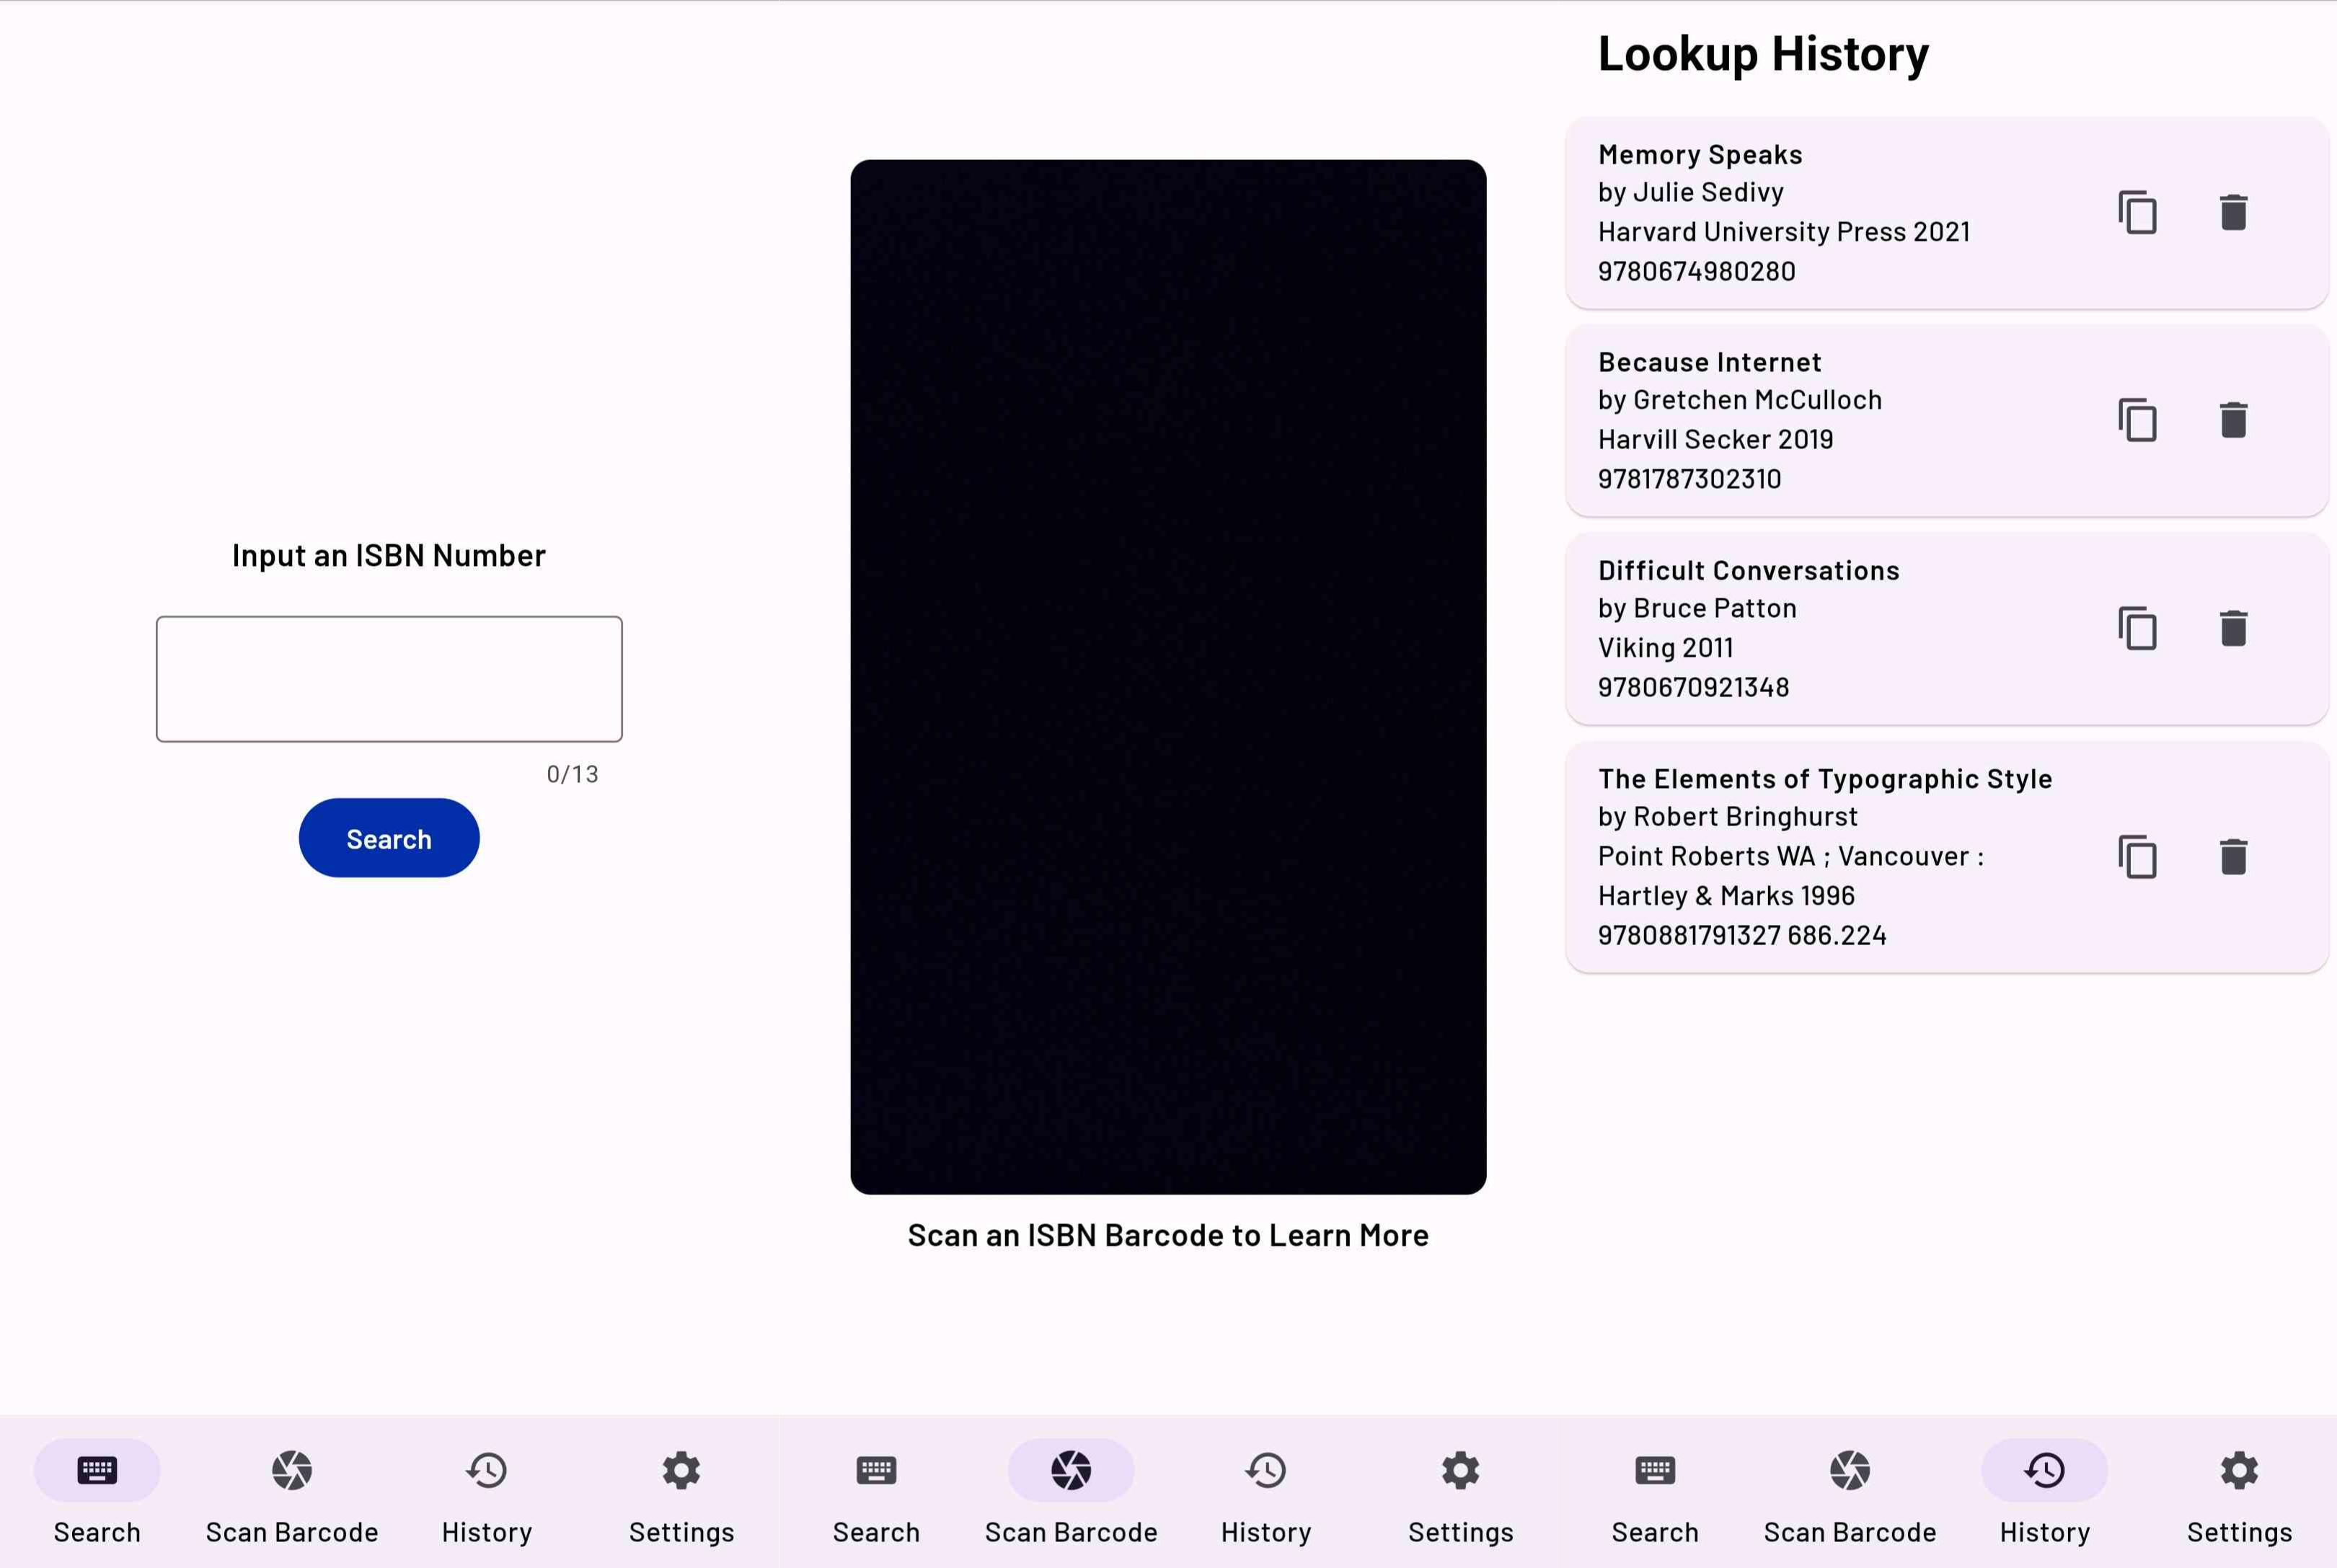 Input an ISBN Number
0/13
Search
Search
Scan Barcode
History
Settings
Scan an ISBN Barcode to Learn More
Search
Scan Barcode
History
Settings
Lookup History
Memory Speaks
by Julie Sedivy
Harvard University Press 2021
9780674980280
Because Internet
by Gretchen McCulloch
Harvill Secker 2019
9781787302310
Difficult Conversations
by Bruce Patton
Viking 2011
9780670921348
The Elements of Typographic Style
by Robert Bringhurst
Point Roberts WA ; Vancouver :
Hartley & Marks 1996
9780881791327 686.224
Search
Scan Barcode
History
Settings